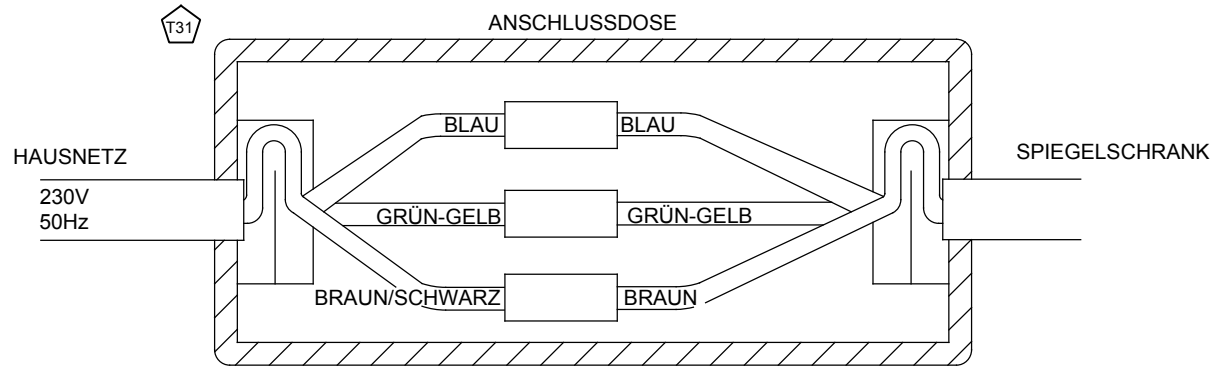 T31
ANSCHLUSSDOSE
HAUSNETZ
230V
50Hz
SPIEGELSCHRANK
BLAU BLAU
GRÜN-GELB GRÜN-GELB
BRAUN/SCHWARZ BRAUN